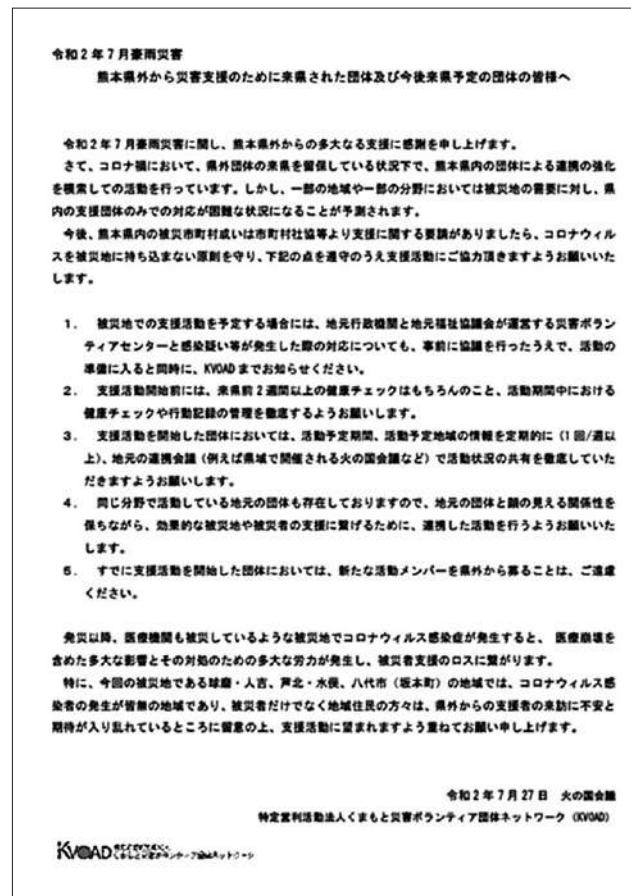 令和2年7月豪雨災害
熊本県外から災害支援のために来県された団体及び今後来県予定の団体の皆様へ
令和2年7月豪雨災害に関し、熊本県外からの多大なる支援に感謝を申し上げます。
さて、コロナ禍において、県外団体の来県を留保している状況下で、熊本県内の団体による連携の強化
を模索しての活動を行っています。しかし、一部の地域や一部の分野においては被災地の需要に対し、県
内の支援団体のみでの対応が困難な状況になることが予測されます。
今後、熊本県内の被災市町村或いは市町村社協等より支援に関する要請がありましたら、コロナウィル
スを被災地に持ち込まない原則を守り、下記の点を遵守のうえ支援活動にご協力頂きますようお願いいた
します。
1. 被災地での支援活動を予定する場合には、地元行政機関と地元福祉協議会が運営する災害ボラン
ティアセンターと感染疑い等が発生した際の対応についても、事前に協議を行ったうえで、活動の
準備に入ると同時に、KVOADまでお知らせください。
2. 支援活動開始前には、来県前2週間以上の健康チェックはもちろんのこと、活動期間中における
健康チェックや行動記録の管理を徹底するようお願いします。
3. 支援活動を開始した団体においては、活動予定期間、活動予定地域の情報を定期的に（1回/週以
上）、地元の連携会議（例えば県域で開催される火の国会議など）で活動状況の共有を徹底していた
だきますようお願いします。
4. 同じ分野で活動している地元の団体も存在しておりますので、地元の団体と顔の見える関係性を
保ちながら、効果的な被災地や被災者の支援に繋げるために、連携した活動を行うようお願いいた
します。
5. すでに支援活動を開始した団体においては、新たな活動メンバーを県外から募ることは、ご遠慮
ください。
発災以降、医療機関も被災しているような被災地でコロナウィルス感染症が発生すると、 医療崩壊を
含めた多大な影響とその対処のための多大な労力が発生し、被災者支援のロスに繋がります。
特に、今回の被災地である球磨・人吉、芦北・水俣、八代市（坂本町）の地域では、コロナウィルス感
染者の発生が皆無の地域であり、被災者だけでなく地域住民の方々は、県外からの支援者の来訪に不安と
期待が入り乱れているところに留意の上、支援活動に望まれますよう重ねてお願い申し上げます。
令和2年7月27日 火の国会議
特定営利活動法人くまもと災害ボランティア団体ネットワーク（KVOAD）
KVOAD